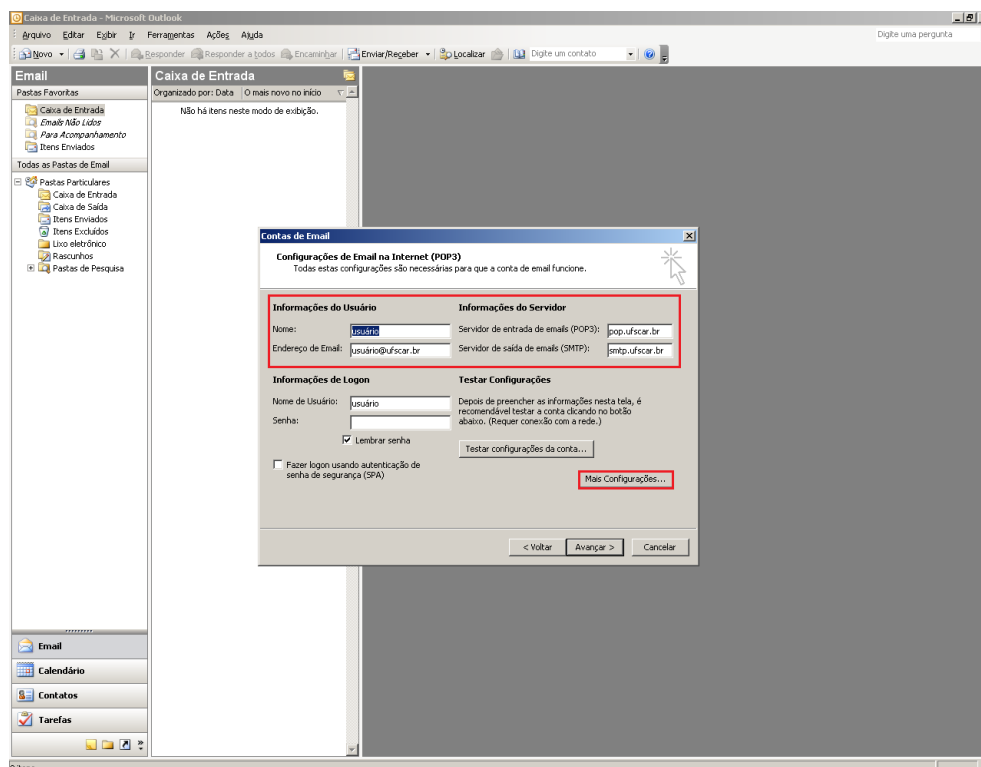 Caixa de Entrada - Microsoft Outlook
Arquivo Editar Exibir Ir Ferramentas Ações Ajuda
Digite uma pergunta
Novo Responder Responder a todos Encaminhar Enviar/Receber Localizar Digite um contato
Email
Pastas Favoritas
Caixa de Entrada
Emails Não Lidos
Para Acompanhamento
Itens Enviados
Todas as Pastas de Email
Pastas Particulares
Caixa de Entrada
Caixa de Saída
Itens Enviados
Itens Excluídos
Lixo eletrônico
Rascunhos
Pastas de Pesquisa
Email
Calendário
Contatos
Tarefas
Caixa de Entrada
Organizado por: Data O mais novo no início
Não há itens neste modo de exibição.
Contas de Email
Configurações de Email na Internet (POP3)
Todas estas configurações são necessárias para que a conta de email funcione.
Informações do Usuário
Nome: usuário
Endereço de Email: usuário@ufscar.br
Informações do Servidor
Servidor de entrada de emails (POP3): pop.ufscar.br
Servidor de saída de emails (SMTP): smtp.ufscar.br
Informações de Logon
Nome de Usuário: usuário
Senha:
Lembrar senha
Fazer logon usando autenticação de
senha de segurança (SPA)
Testar Configurações
Depois de preencher as informações nesta tela, é
recomendável testar a conta clicando no botão
abaixo. (Requer conexão com a rede.)
Testar configurações da conta...
Mais Configurações...
< Voltar Avançar > Cancelar